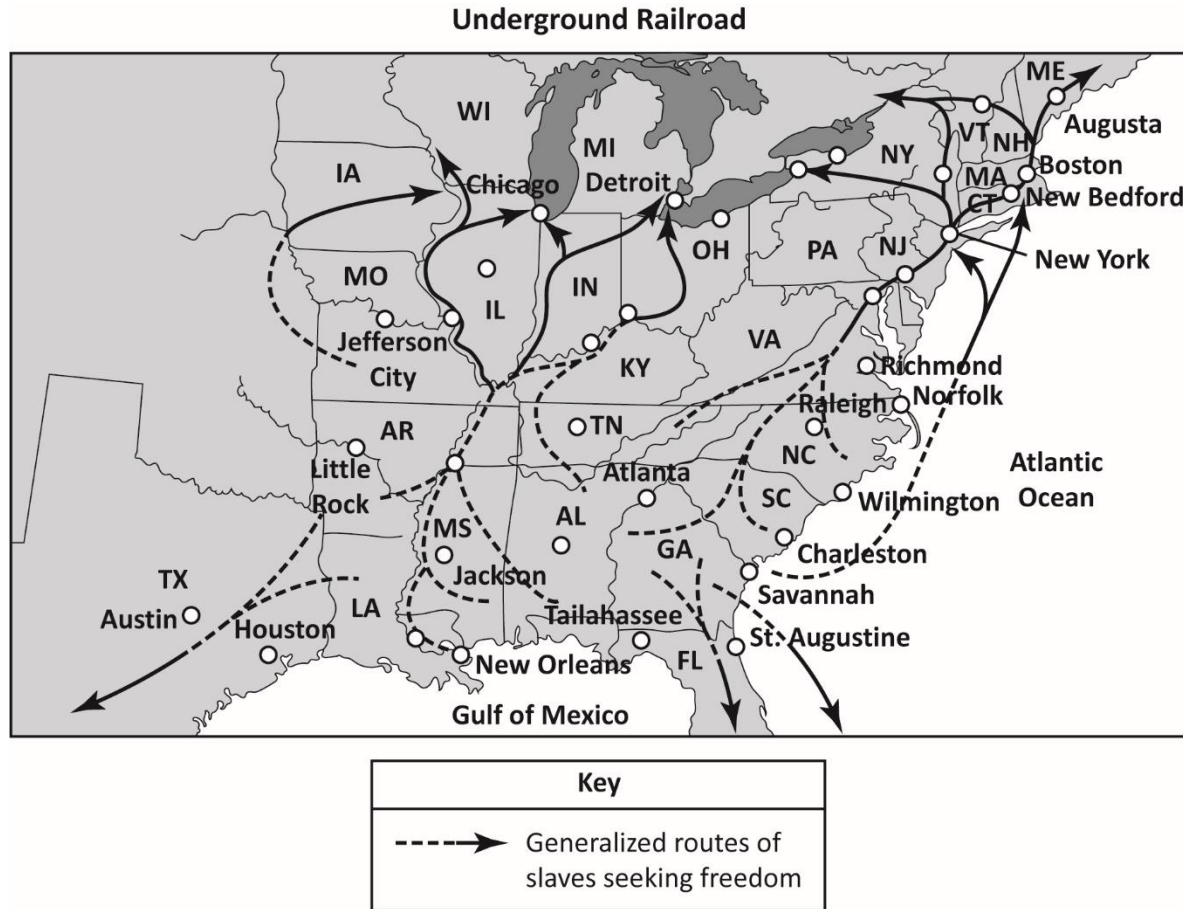 Underground Railroad
ME
WI
VT
Augusta
NH
MI
NY
IA
MA
Boston
Chicago
Detroit
CT
New Bedford
OH
PA
NJ
MO
New York
IN
IL
Jefferson
City
VA
KY
Richmond
Norfolk
Raleigh
AR
TN
NC
Little
Rock
Atlanta
Atlantic
Ocean
SC
Wilmington
MS
AL
GA
Charleston
TX
Jackson
Savannah
Austin
LA
Tailahassee
Houston
St. Augustine
New Orleans
FL
Gulf of Mexico
Key
Generalized routes of
slaves seeking freedom